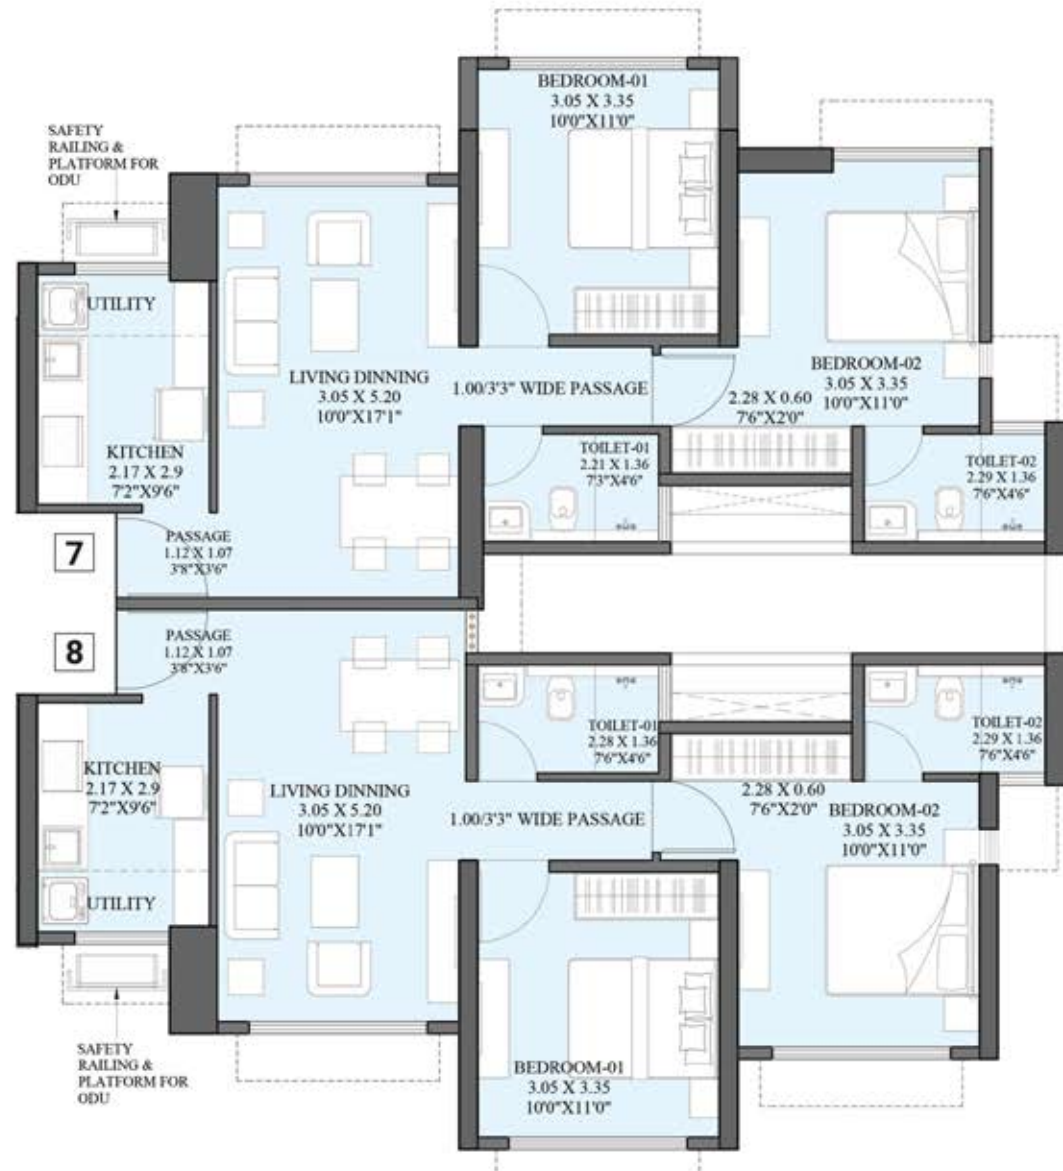 BEDROOM-01
3.05 X 3.35
10'0"X11'0"
SAFETY
RAILING &
PLATFORM FOR
ODU
UTILITY
LIVING DINNING
3.05 X 5.20
10'0"X17'1"
1.00/3'3" WIDE PASSAGE
BEDROOM-02
3.05 X 3.35
10'0"X11'0"
2.28 X 0.60
7'6"X2'0"
KITCHEN
2.17 X 2.9
7'2"X9'6"
TOILET-01
2.21 X 1.36
7'3"X4'6"
TOILET-02
2.29 X 1.36
7'6"X4'6"
7
PASSAGE
1.12 X 1.07
3'8"X3'6"
8
PASSAGE
1.12 X 1.07
3'8"X3'6"
TOILET-01
2.28 X 1.36
7'6"X4'6"
TOILET-02
2.29 X 1.36
7'6"X4'6"
KITCHEN
2.17 X 2.9
7'2"X9'6"
LIVING DINNING
3.05 X 5.20
10'0"X17'1"
1.00/3'3" WIDE PASSAGE
2.28 X 0.60
7'6"X2'0"
BEDROOM-02
3.05 X 3.35
10'0"X11'0"
UTILITY
SAFETY
RAILING &
PLATFORM FOR
ODU
BEDROOM-01
3.05 X 3.35
10'0"X11'0"